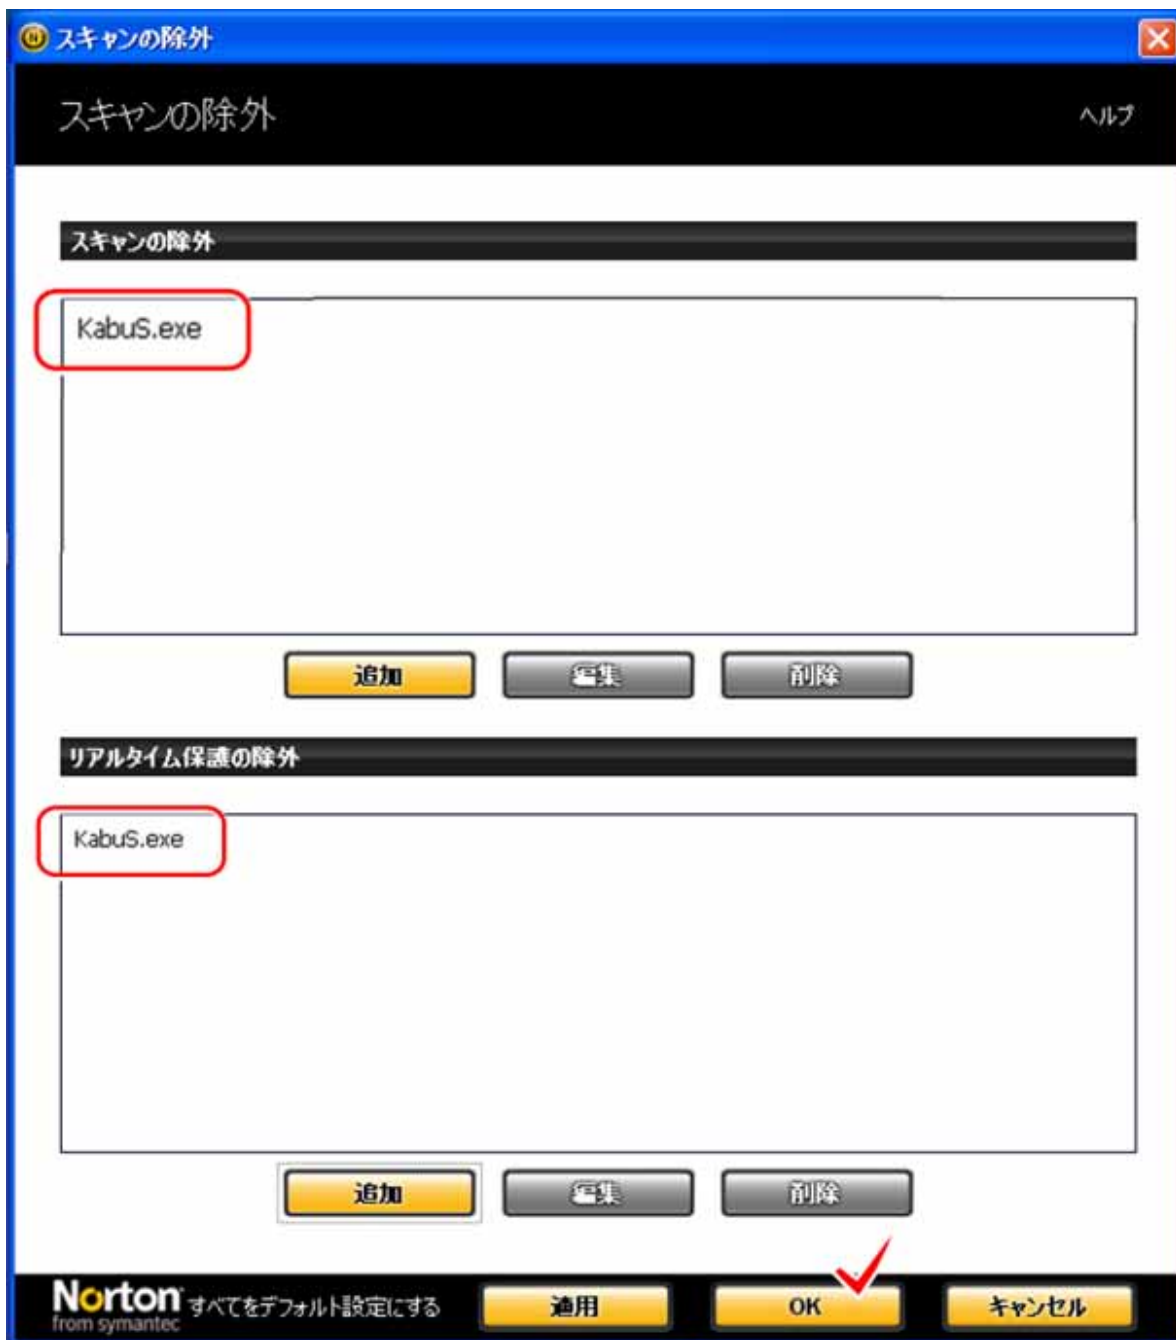 スキャンの除外
スキャンの除外
ヘルプ
スキャンの除外
KabuS.exe
追加 編集 削除
リアルタイム保護の除外
KabuS.exe
追加 編集 削除
Norton
from symantec
すべてをデフォルト設定にする
適用 OK キャンセル